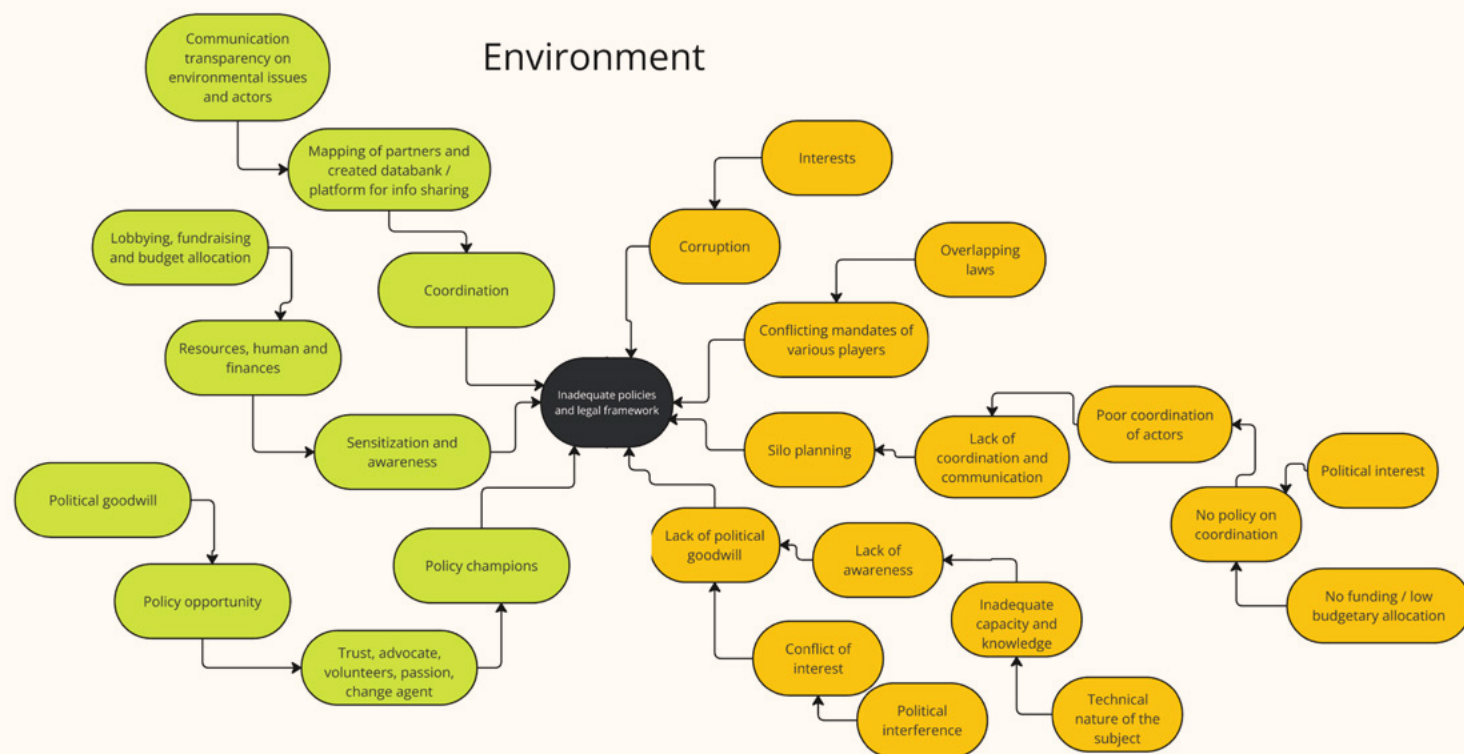 Environment
Communication
transparency on
environmental issues
and actors
Mapping of partners and
created databank /
platform for info sharing
Lobbying, fundraising
and budget allocation
Coordination
Resources, human and
finances
Sensitization and
awareness
Political goodwill
Policy opportunity
Trust, advocate,
volunteers, passion,
change agent
Policy champions
Inadequate policies
and legal framework
Interests
Corruption
Overlapping
laws
Conflicting mandates of
various players
Silo planning
Lack of
coordination and
communication
Poor coordination
of actors
Political interest
No policy on
coordination
No funding / low
budgetary allocation
Lack of political
goodwill
Lack of
awareness
Inadequate
capacity and
knowledge
Technical
nature of the
subject
Conflict of
interest
Political
interference